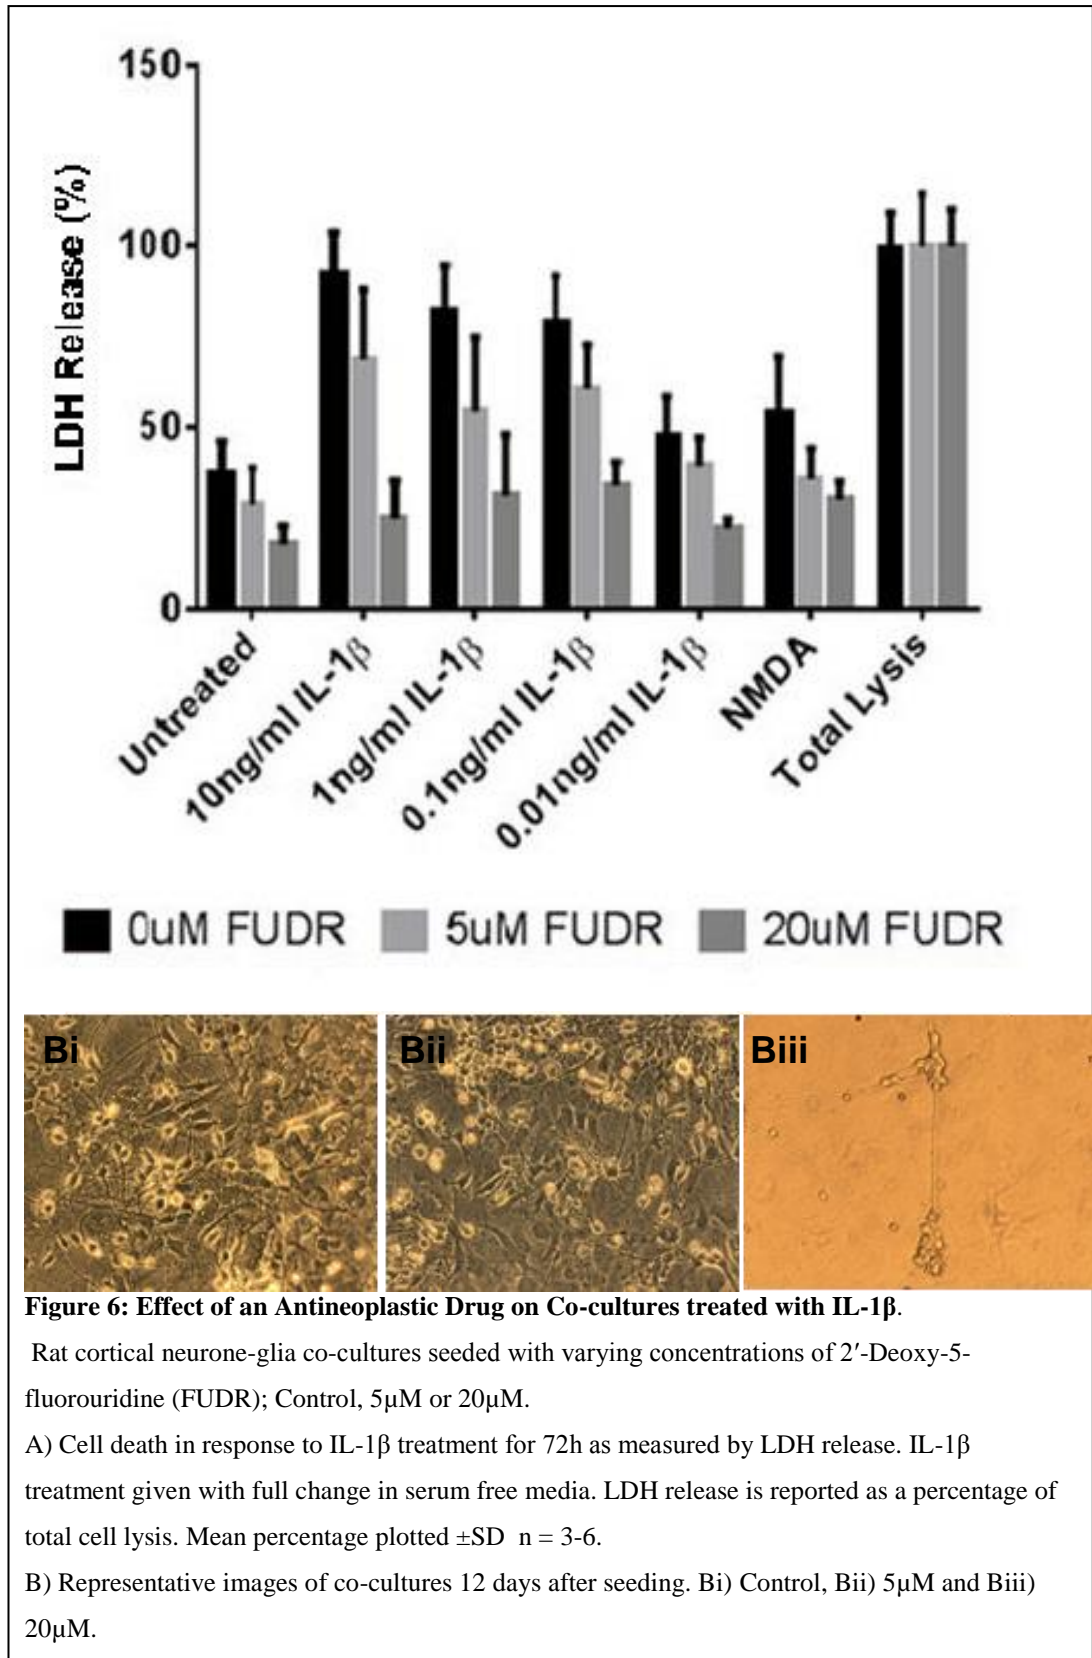 150
100
50
0
LDH Release (%)
Untreated
10ng/ml IL-1β
1ng/ml IL-1β
0.1ng/ml IL-1β
0.01ng/ml IL-1β
NMDA
Total Lysis
0uM FUDR 5uM FUDR 20uM FUDR
Bi Bii Biii
Figure 6: Effect of an Antineoplastic Drug on Co-cultures treated with IL-1β.
Rat cortical neurone-glia co-cultures seeded with varying concentrations of 2′-Deoxy-5-
fluorouridine (FUDR); Control, 5µM or 20µM.
A) Cell death in response to IL-1β treatment for 72h as measured by LDH release. IL-1β
treatment given with full change in serum free media. LDH release is reported as a percentage of
total cell lysis. Mean percentage plotted ±SD n = 3-6.
B) Representative images of co-cultures 12 days after seeding. Bi) Control, Bii) 5µM and Biii)
20µM.